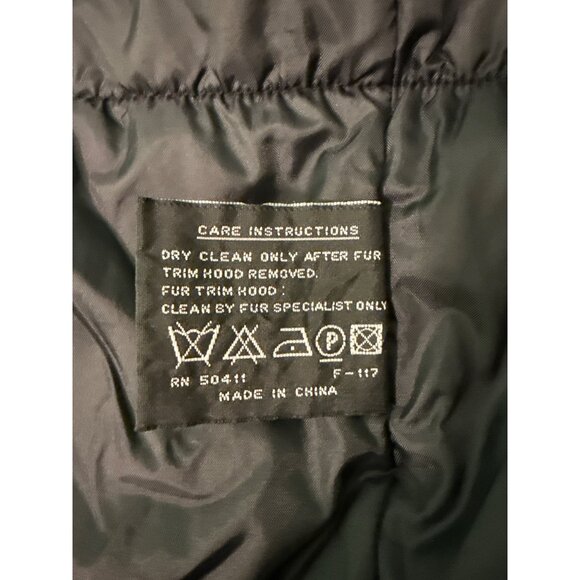 CARE INSTRUCTIONS
DRY CLEAN ONLY AFTER FUR
TRIM HOOD REMOVED.
FUR TRIM HOOD :
CLEAN BY FUR SPECIALIST ONLY
P
RN 50411 F-117
MADE IN CHINA